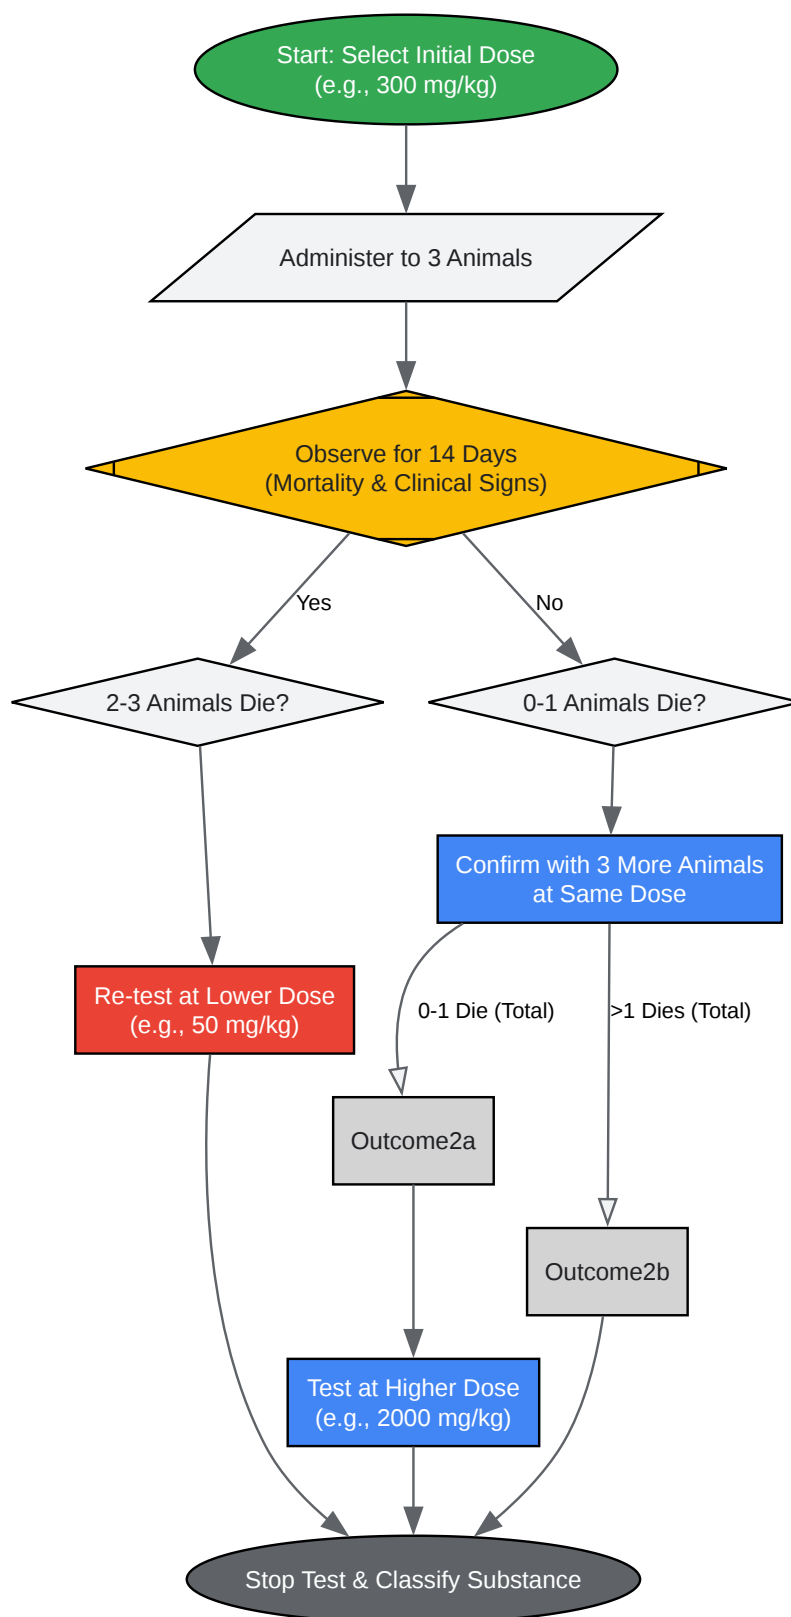 Start: Select Initial Dose
(e.g., 300 mg/kg)
Administer to 3 Animals
Observe for 14 Days
(Mortality & Clinical Signs)
Yes
No
2-3 Animals Die?
0-1 Animals Die?
Confirm with 3 More Animals
at Same Dose
Re-test at Lower Dose
(e.g., 50 mg/kg)
0-1 Die (Total)
>1 Dies (Total)
Outcome2a
Outcome2b
Test at Higher Dose
(e.g., 2000 mg/kg)
Stop Test & Classify Substance